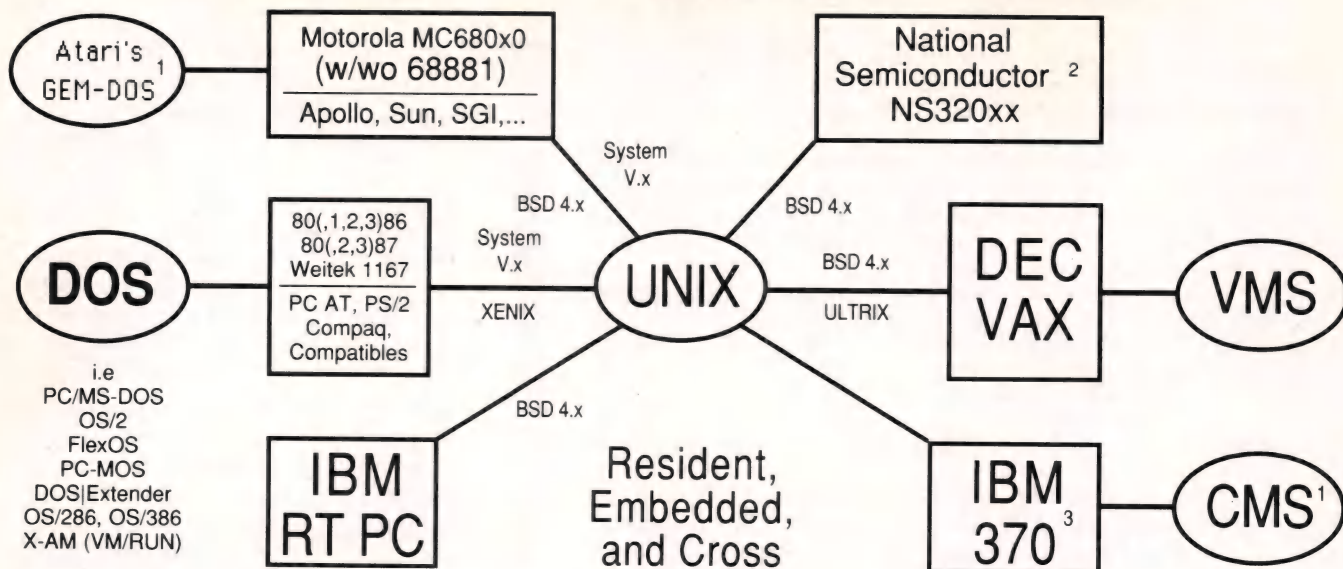 Atari's
GEM-DOS 1
Motorola MC680x0
(w/wo 68881)
Apollo, Sun, SGI,...
National
Semiconductor 2
NS320xx
System
V.x
BSD 4.x
BSD 4.x
DOS
80(,1,2,3)86
80(,2,3)87
Weitek 1167
PC AT, PS/2
Compaq,
Compatibles
System
V.x
XENIX
UNIX
BSD 4.x
ULTRIX
DEC
VAX
VMS
i.e
PC/MS-DOS
OS/2
FlexOS
PC-MOS
DOS|Extender
OS/286, OS/386
X-AM (VM/RUN)
BSD 4.x
IBM
RT PC
Resident,
Embedded,
and Cross
IBM
370 3
CMS 1